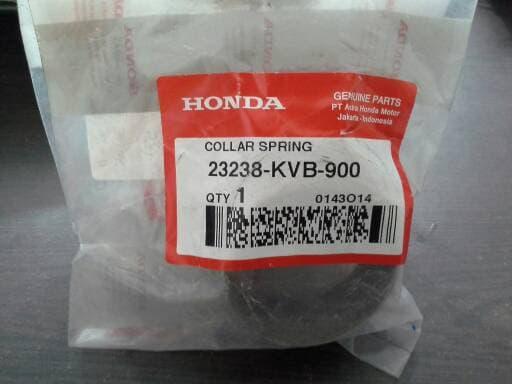 HONDA
GENUINE PARTS
PT Astra Honda Motor
Jakarta - Indonesia
COLLAR SPRING
23238-KVB-900
QTY 1 0143O14